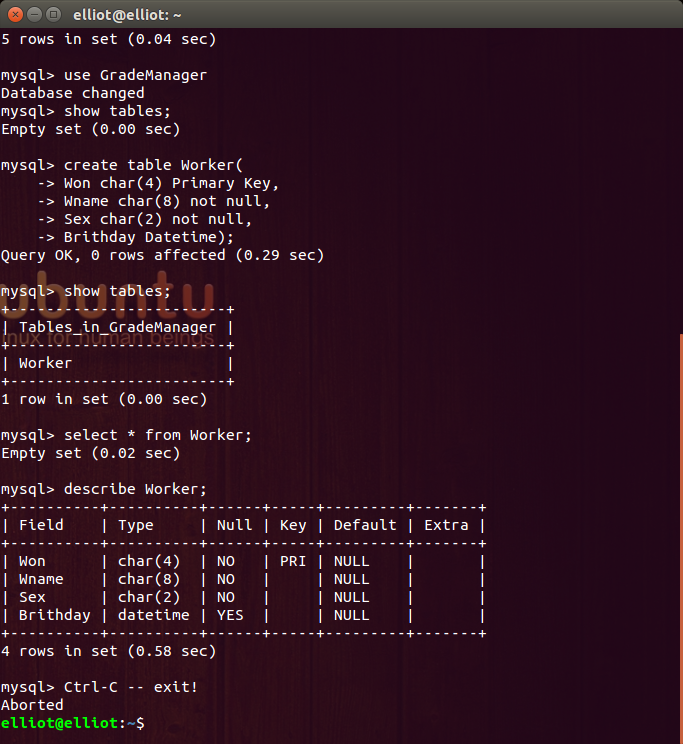 elliot@elliot: ~
5 rows in set (0.04 sec)
mysql> use GradeManager
Database changed
mysql> show tables;
Empty set (0.00 sec)
mysql> create table Worker(
    -> Won char(4) Primary Key,
    -> Wname char(8) not null,
    -> Sex char(2) not null,
    -> Brithday Datetime);
Query OK, 0 rows affected (0.29 sec)
ubuntu
mysql> show tables;
+------------------------+
| Tables_in_GradeManager |
linux for human beings
+------------------------+
| Worker                 |
+------------------------+
1 row in set (0.00 sec)
mysql> select * from Worker;
Empty set (0.02 sec)
mysql> describe Worker;
+----------+----------+------+-----+---------+-------+
| Field    | Type     | Null | Key | Default | Extra |
+----------+----------+------+-----+---------+-------+
| Won      | char(4)  | NO   | PRI | NULL    |       |
| Wname    | char(8)  | NO   |     | NULL    |       |
| Sex      | char(2)  | NO   |     | NULL    |       |
| Brithday | datetime | YES  |     | NULL    |       |
+----------+----------+------+-----+---------+-------+
4 rows in set (0.58 sec)
mysql> Ctrl-C -- exit!
Aborted
elliot@elliot:~$